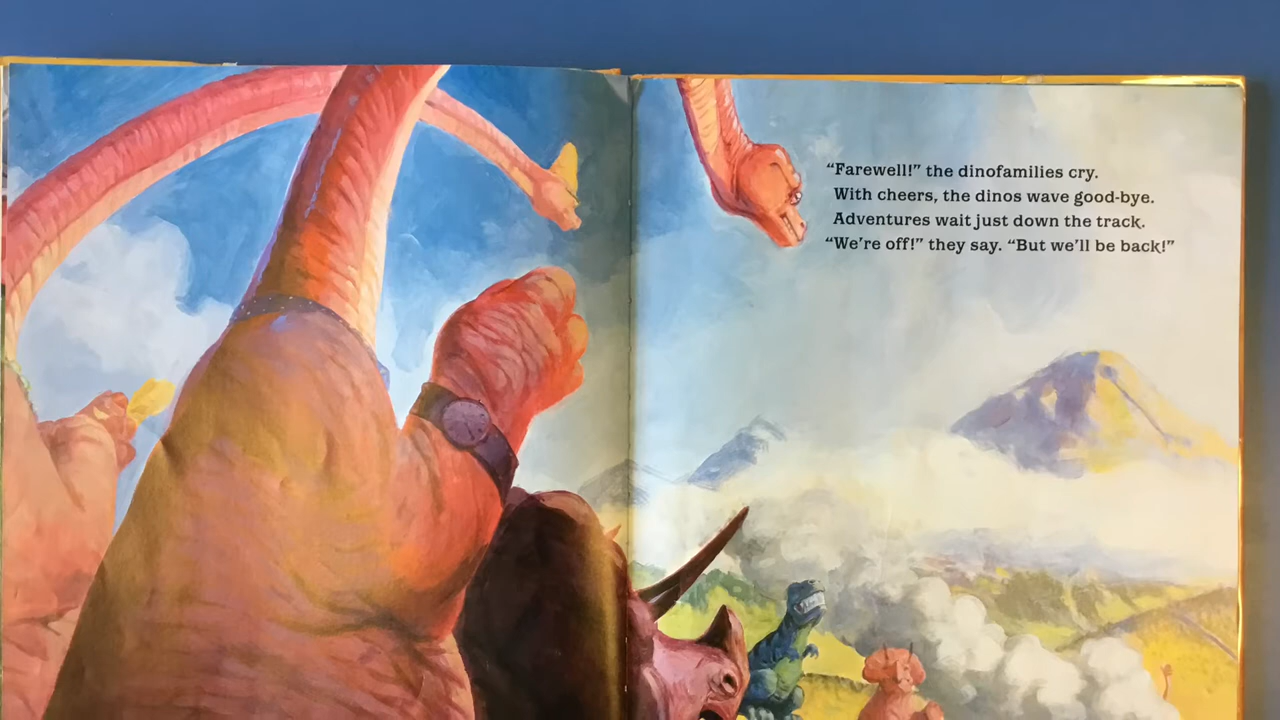 “Farewell!” the dinofamilies cry.
With cheers, the dinos wave good-bye.
Adventures wait just down the track.
“We’re off!” they say. “But we’ll be back!”